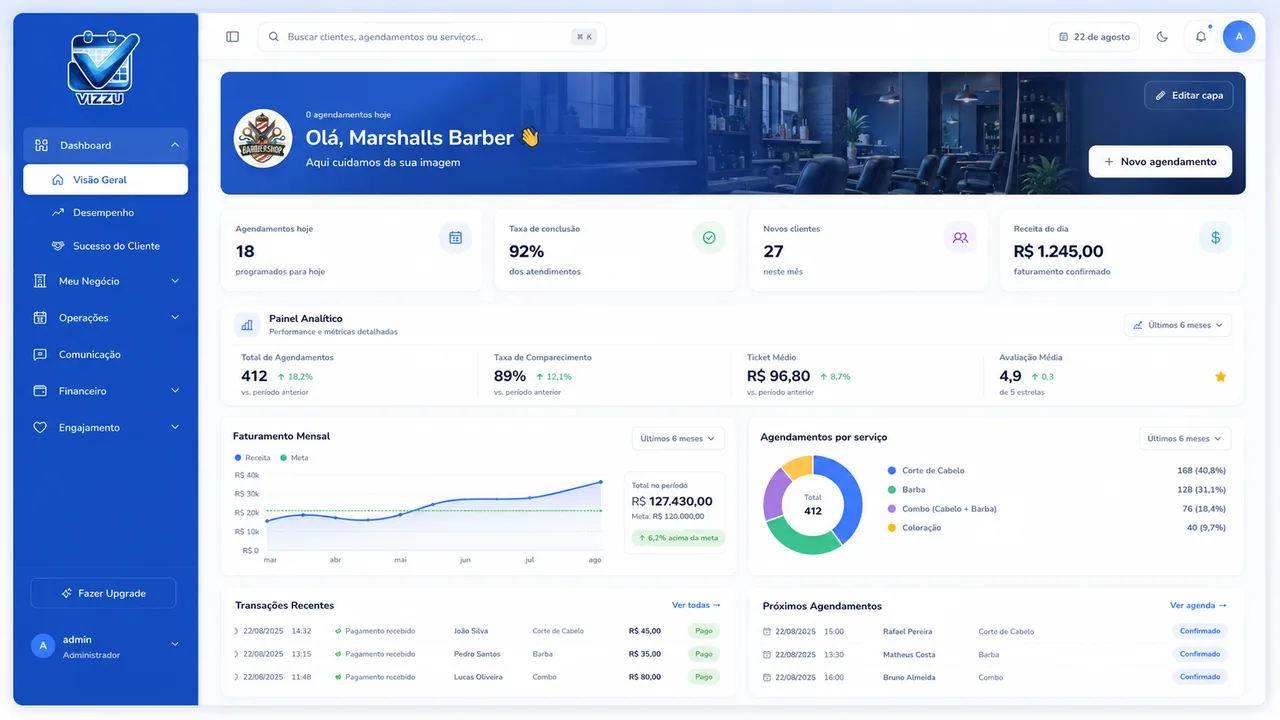 VIZZU
Dashboard
Visão Geral
Desempenho
Sucesso do Cliente
Meu Negócio
Operações
Comunicação
Financeiro
Engajamento
Fazer Upgrade
A
admin
Administrador
Buscar clientes, agendamentos ou serviços...
⌘ K
22 de agosto
A
BARBERSHOP
0 agendamentos hoje
Olá, Marshalls Barber 👋
Aqui cuidamos da sua imagem
Editar capa
+ Novo agendamento
Agendamentos hoje
18
programados para hoje
Taxa de conclusão
92%
dos atendimentos
Novos clientes
27
neste mês
Receita do dia
R$ 1.245,00
faturamento confirmado
$
Painel Analítico
Performance e métricas detalhadas
Últimos 6 meses
Total de Agendamentos
412 ↑ 18,2%
vs. período anterior
Taxa de Comparecimento
89% ↑ 12,1%
vs. período anterior
Ticket Médio
R$ 96,80 ↑ 8,7%
vs. período anterior
Avaliação Média
4,9 ↑ 0,3
de 5 estrelas
Faturamento Mensal
Últimos 6 meses
Receita Meta
R$ 40k
R$ 30k
R$ 20k
R$ 10k
R$ 0
mar abr mai jun jul ago
Total no período
R$ 127.430,00
Meta: R$ 120.000,00
↑ 6,2% acima da meta
Agendamentos por serviço
Últimos 6 meses
Total
412
Corte de Cabelo 168 (40,8%)
Barba 128 (31,1%)
Combo (Cabelo + Barba) 76 (18,4%)
Coloração 40 (9,7%)
Transações Recentes
Ver todas →
22/08/2025 14:32 Pagamento recebido João Silva Corte de Cabelo R$ 45,00 Pago
22/08/2025 13:15 Pagamento recebido Pedro Santos Barba R$ 35,00 Pago
22/08/2025 11:48 Pagamento recebido Lucas Oliveira Combo R$ 80,00 Pago
Próximos Agendamentos
Ver agenda →
22/08/2025 15:00 Rafael Pereira Corte de Cabelo Confirmado
22/08/2025 13:30 Matheus Costa Barba Confirmado
22/08/2025 16:00 Bruno Almeida Combo Confirmado